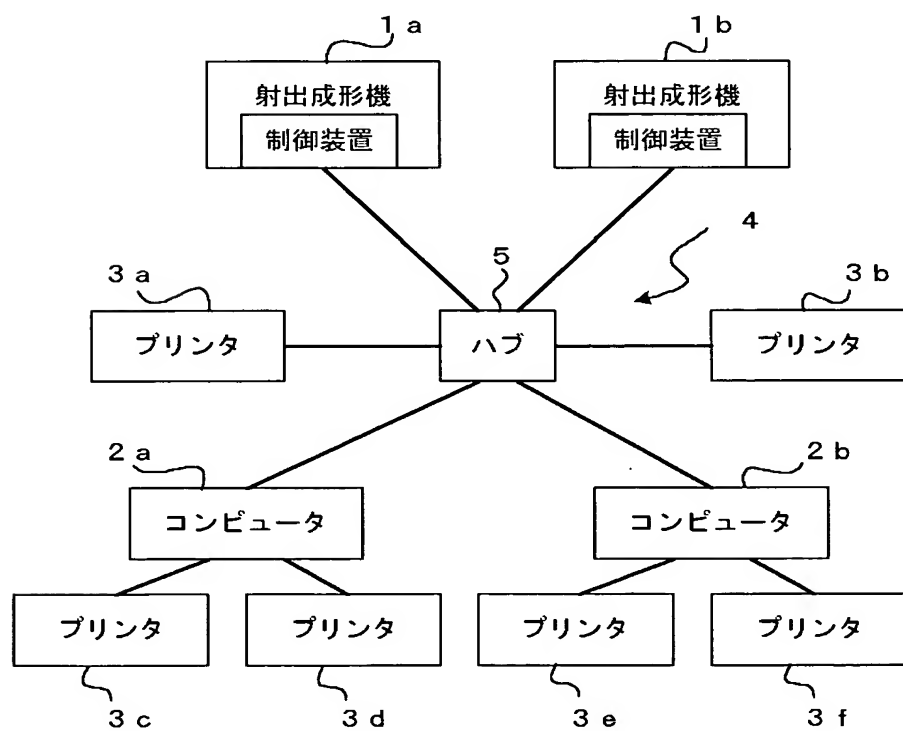 １ａ １ｂ
射出成形機 射出成形機
制御装置 制御装置
４
５
３ａ ３ｂ
プリンタ ハブ プリンタ
２ａ ２ｂ
コンピュータ コンピュータ
プリンタ プリンタ プリンタ プリンタ
３ｃ ３ｄ ３ｅ ３ｆ